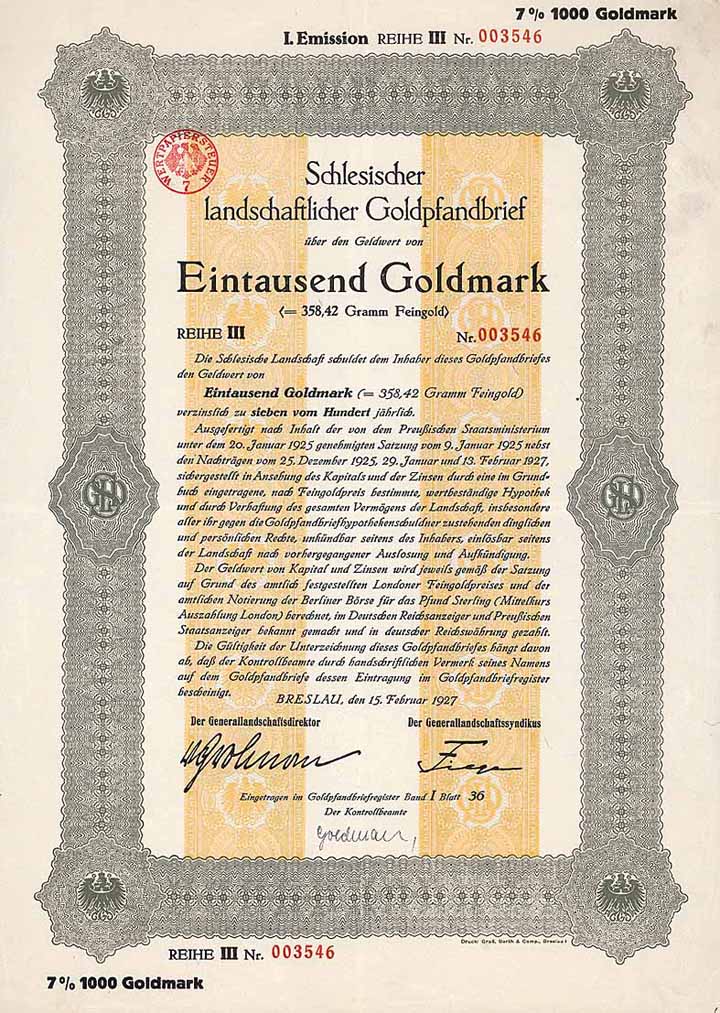 7% 1000 Goldmark
I. Emission REIHE III Nr. 003546
WERTPAPIERSTEUER
7
Schlesischer
landschaftlicher Goldpfandbrief
über den Geldwert von
Eintausend Goldmark
(= 358,42 Gramm Feingold)
REIHE III Nr. 003546
Die Schlesische Landschaft schuldet dem Inhaber dieses Goldpfandbriefes
den Geldwert von
Eintausend Goldmark (= 358,42 Gramm Feingold)
verzinslich zu sieben vom Hundert jährlich.
Ausgefertigt nach Inhalt der von dem Preußischen Staatsministerium
unter dem 20. Januar 1925 genehmigten Satzung vom 9. Januar 1925 nebst
den Nachträgen vom 25. Dezember 1925, 29. Januar und 13. Februar 1927,
sichergestellt in Ansehung des Kapitals und der Zinsen durch eine im Grund-
buch eingetragene, nach Feingoldpreis bestimmte, wertbeständige Hypothek
und durch Verhaftung des gesamten Vermögens der Landschaft, insbesondere
aller ihr gegen die Goldpfandbriefhypothekenschuldner zustehenden dinglichen
und persönlichen Rechte, unkündbar seitens des Inhabers, einlösbar seitens
der Landschaft nach vorhergegangener Auslosung und Aufkündigung.
Der Geldwert von Kapital und Zinsen wird jeweils gemäß der Satzung
auf Grund des amtlich festgestellten Londoner Feingoldpreises und der
amtlichen Notierung der Berliner Börse für das Pfund Sterling (Mittelkurs
Auszahlung London) berechnet, im Deutschen Reichsanzeiger und Preußischen
Staatsanzeiger bekannt gemacht und in deutscher Reichswährung gezahlt.
Die Gültigkeit der Unterzeichnung dieses Goldpfandbriefes hängt davon
ab, daß der Kontrollbeamte durch handschriftlichen Vermerk seines Namens
auf dem Goldpfandbriefe dessen Eintragung im Goldpfandbriefregister
bescheinigt.
BRESLAU, den 15. Februar 1927
Der Generallandschaftsdirektor Der Generallandschaftssyndikus
Eingetragen im Goldpfandbriefregister Band I Blatt 36
Der Kontrollbeamte
Druck: Graß, Barth & Comp., Breslau I
REIHE III Nr. 003546
7% 1000 Goldmark